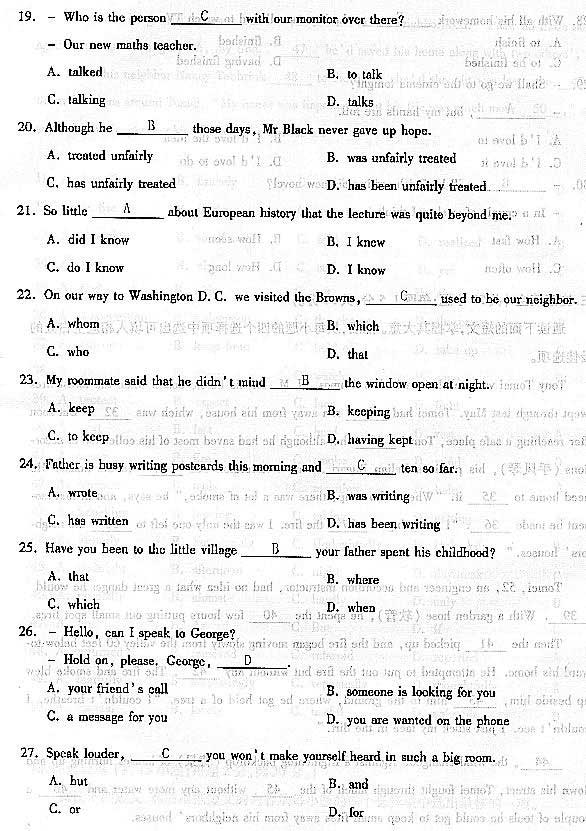 19. – Who is the person C with our monitor over there?
– Our new maths teacher.
A. talked B. to talk
C. talking D. talks
20. Although he B those days, Mr Black never gave up hope.
A. treated unfairly B. was unfairly treated
C. has unfairly treated D. has been unfairly treated
21. So little A about European history that the lecture was quite beyond me.
A. did I know B. I knew
C. do I know D. I know
22. On our way to Washington D. C. we visited the Browns, C used to be our neighbor.
A. whom B. which
C. who D. that
23. My roommate said that he didn't mind B the window open at night.
A. keep B. keeping
C. to keep D. having kept
24. Father is busy writing postcards this morning and C ten so far.
A. wrote B. was writing
C. has written D. has been writing
25. Have you been to the little village B your father spent his childhood?
A. that B. where
C. which D. when
26. – Hello, can I speak to George?
– Hold on, please. George, D .
A. your friend's call B. someone is looking for you
C. a message for you D. you are wanted on the phone
27. Speak louder, C you won't make yourself heard in such a big room.
A. but B. and
C. or D. for